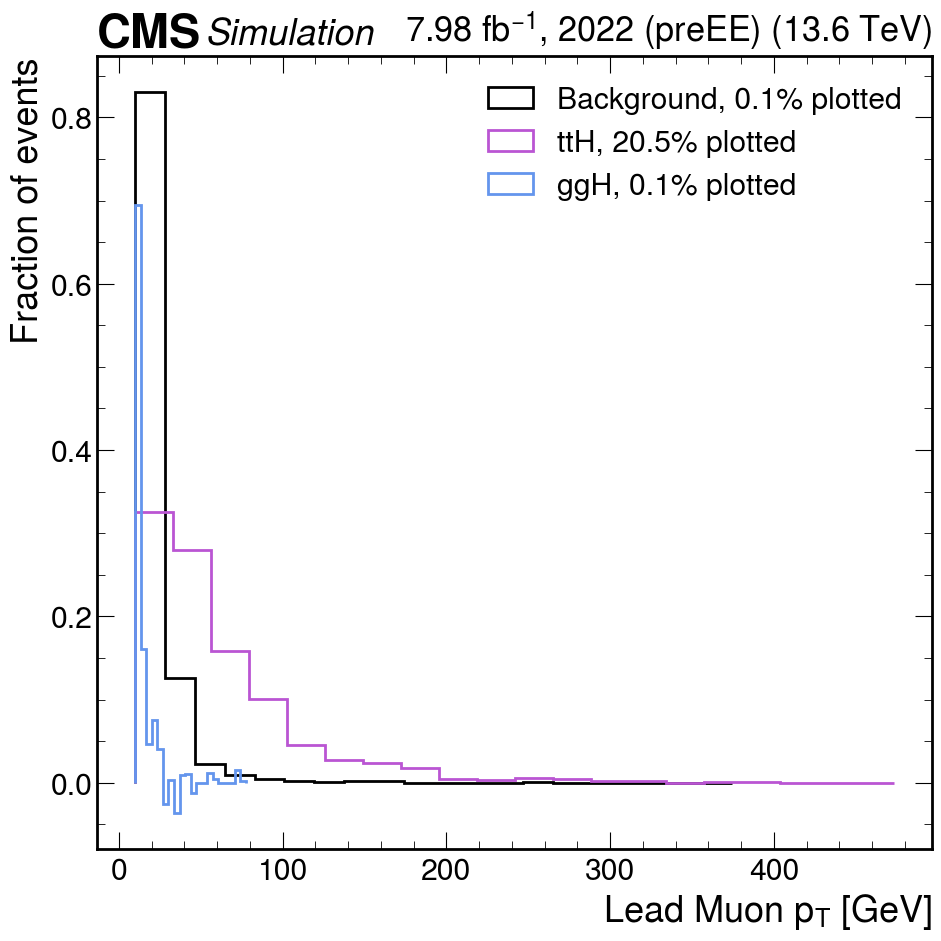 CMS Simulation 7.98 fb⁻¹, 2022 (preEE) (13.6 TeV)
Fraction of events
Background, 0.1% plotted
ttH, 20.5% plotted
ggH, 0.1% plotted
0.8
0.6
0.4
0.2
0.0
0 100 200 300 400
Lead Muon p_T [GeV]